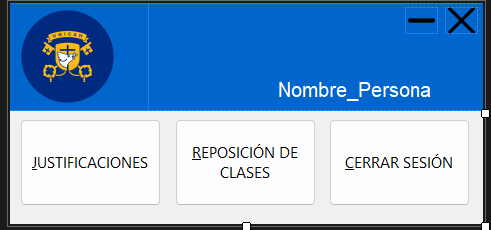 UNICAH
Nombre_Persona
JUSTIFICACIONES
REPOSICIÓN DE
CLASES
CERRAR SESIÓN